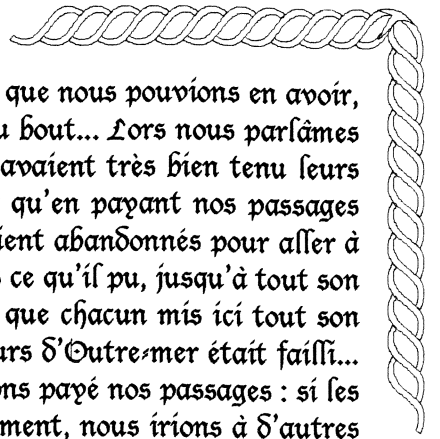 que nous pouvions en avoir,
u bout... Lors nous parlâmes
avaient très bien tenu leurs
qu'en payant nos passages
ient abandonnés pour aller à
ce qu'il pu, jusqu'à tout son
que chacun mis ici tout son
urs d'Outre-mer était failli...
ns payé nos passages : si les
ment, nous irions à d'autres